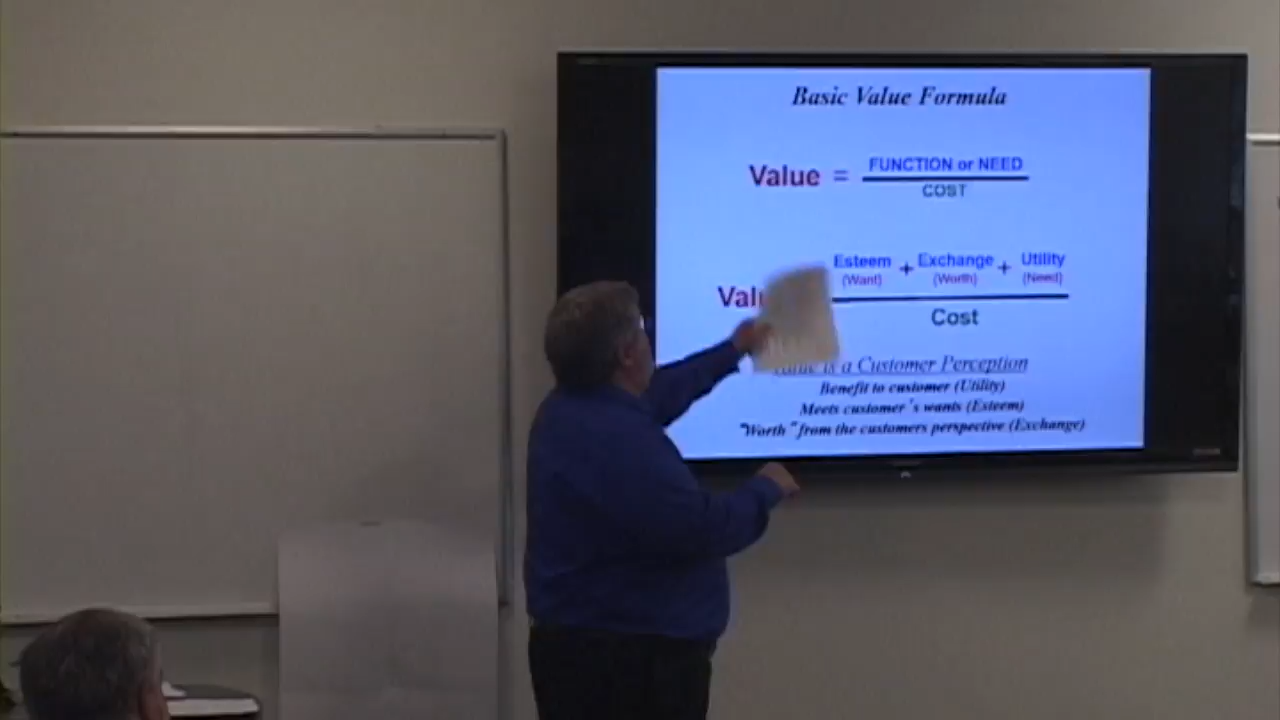 Basic Value Formula
Value = FUNCTION or NEED
COST
Esteem + Exchange + Utility
(Want) (Worth) (Need)
Cost
is a Customer Perception
Benefit to customer (Utility)
Meets customer's wants (Esteem)
"Worth" from the customers perspective (Exchange)